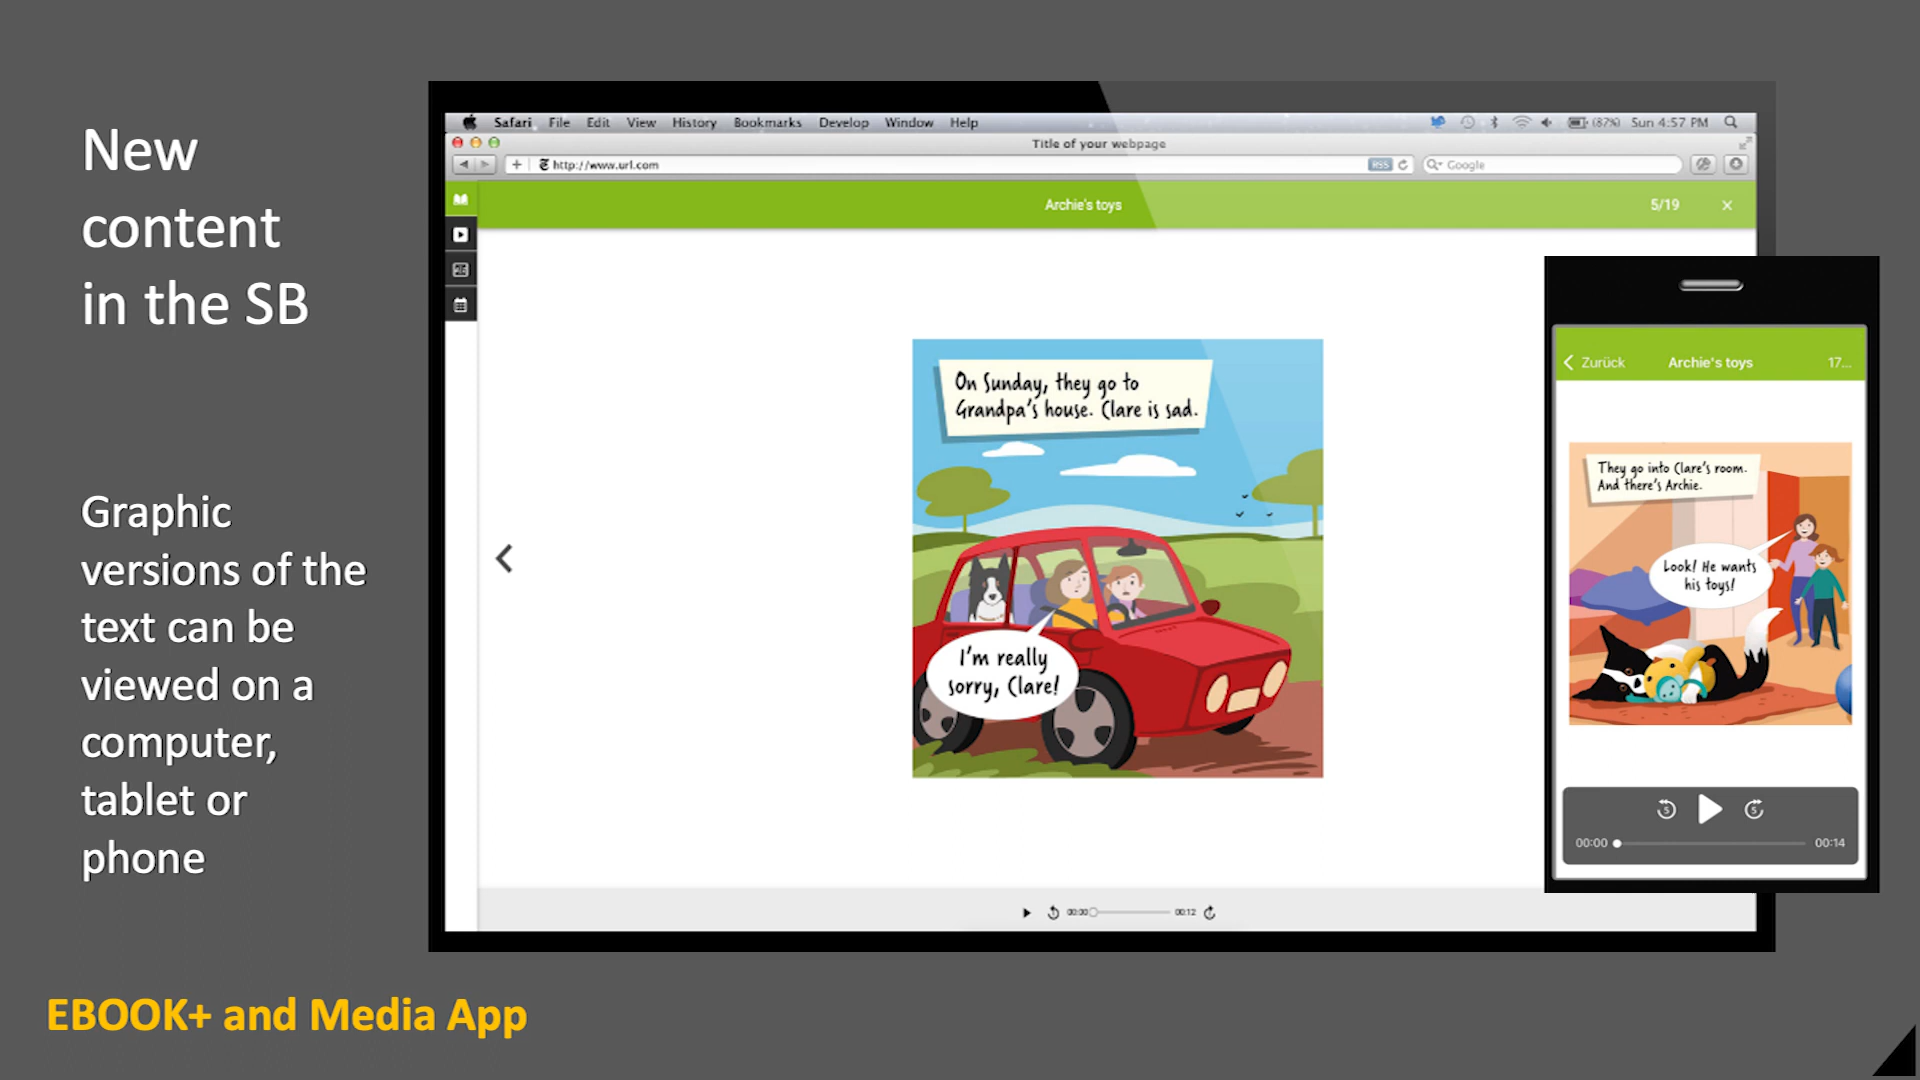 New
content
in the SB
Graphic
versions of the
text can be
viewed on a
computer,
tablet or
phone
EBOOK+ and Media App
Safari File Edit View History Bookmarks Develop Window Help
(87%) Sun 4:57 PM
Title of your webpage
http://www.url.com
RSS
Google
Archie's toys
5/19
On Sunday, they go to
Grandpa's house. Clare is sad.
I'm really
sorry, Clare!
00:00
00:12
Zurück
Archie's toys
17...
They go into Clare's room.
And there's Archie.
Look! He wants
his toys!
5
5
00:00
00:14